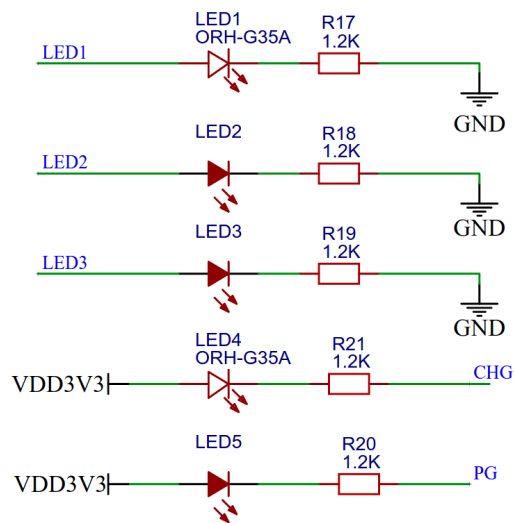 LED1
ORH-G35A
R17
1.2K
LED1
GND
LED2
R18
1.2K
LED2
GND
LED3
R19
1.2K
LED3
GND
LED4
ORH-G35A
R21
1.2K
VDD3V3
CHG
LED5
R20
1.2K
VDD3V3
PG